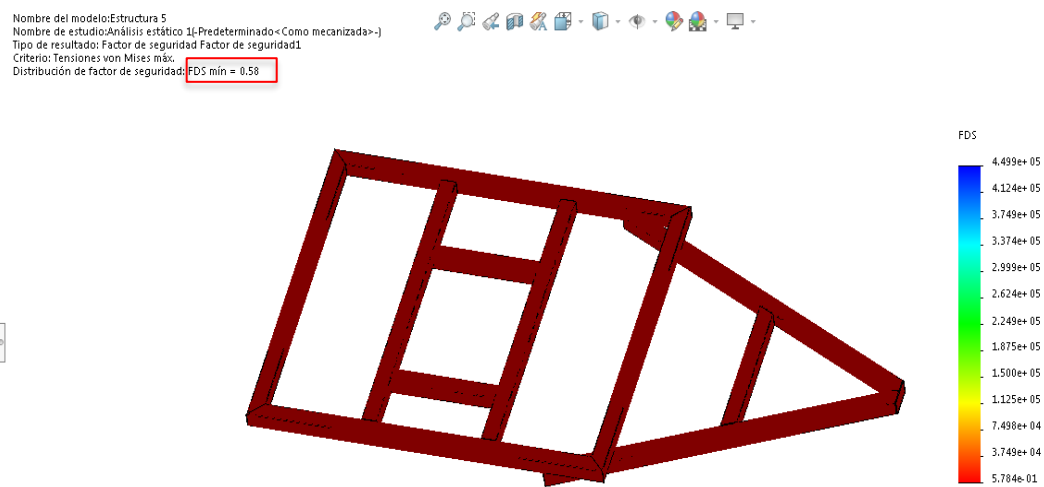 Nombre del modelo:Estructura 5
Nombre de estudio:Análisis estático 1(-Predeterminado<Como mecanizada>-)
Tipo de resultado: Factor de seguridad Factor de seguridad1
Criterio: Tensiones von Mises máx.
Distribución de factor de seguridad: FDS mín = 0.58
FDS
4.499e+05
4.124e+05
3.749e+05
3.374e+05
2.999e+05
2.624e+05
2.249e+05
1.875e+05
1.500e+05
1.125e+05
7.498e+04
3.749e+04
5.784e-01